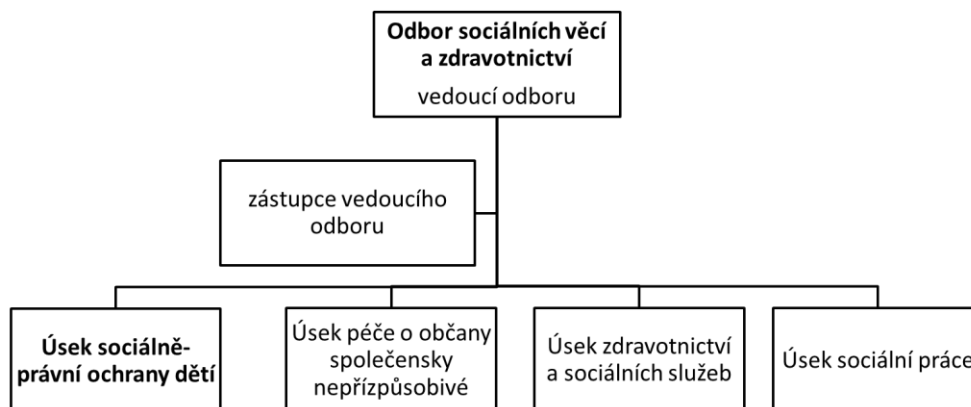 Odbor sociálních věcí
a zdravotnictví
vedoucí odboru
zástupce vedoucího
odboru
Úsek sociálně-
právní ochrany dětí
Úsek péče o občany
společensky
nepřízpůsobivé
Úsek zdravotnictví
a sociálních služeb
Úsek sociální práce